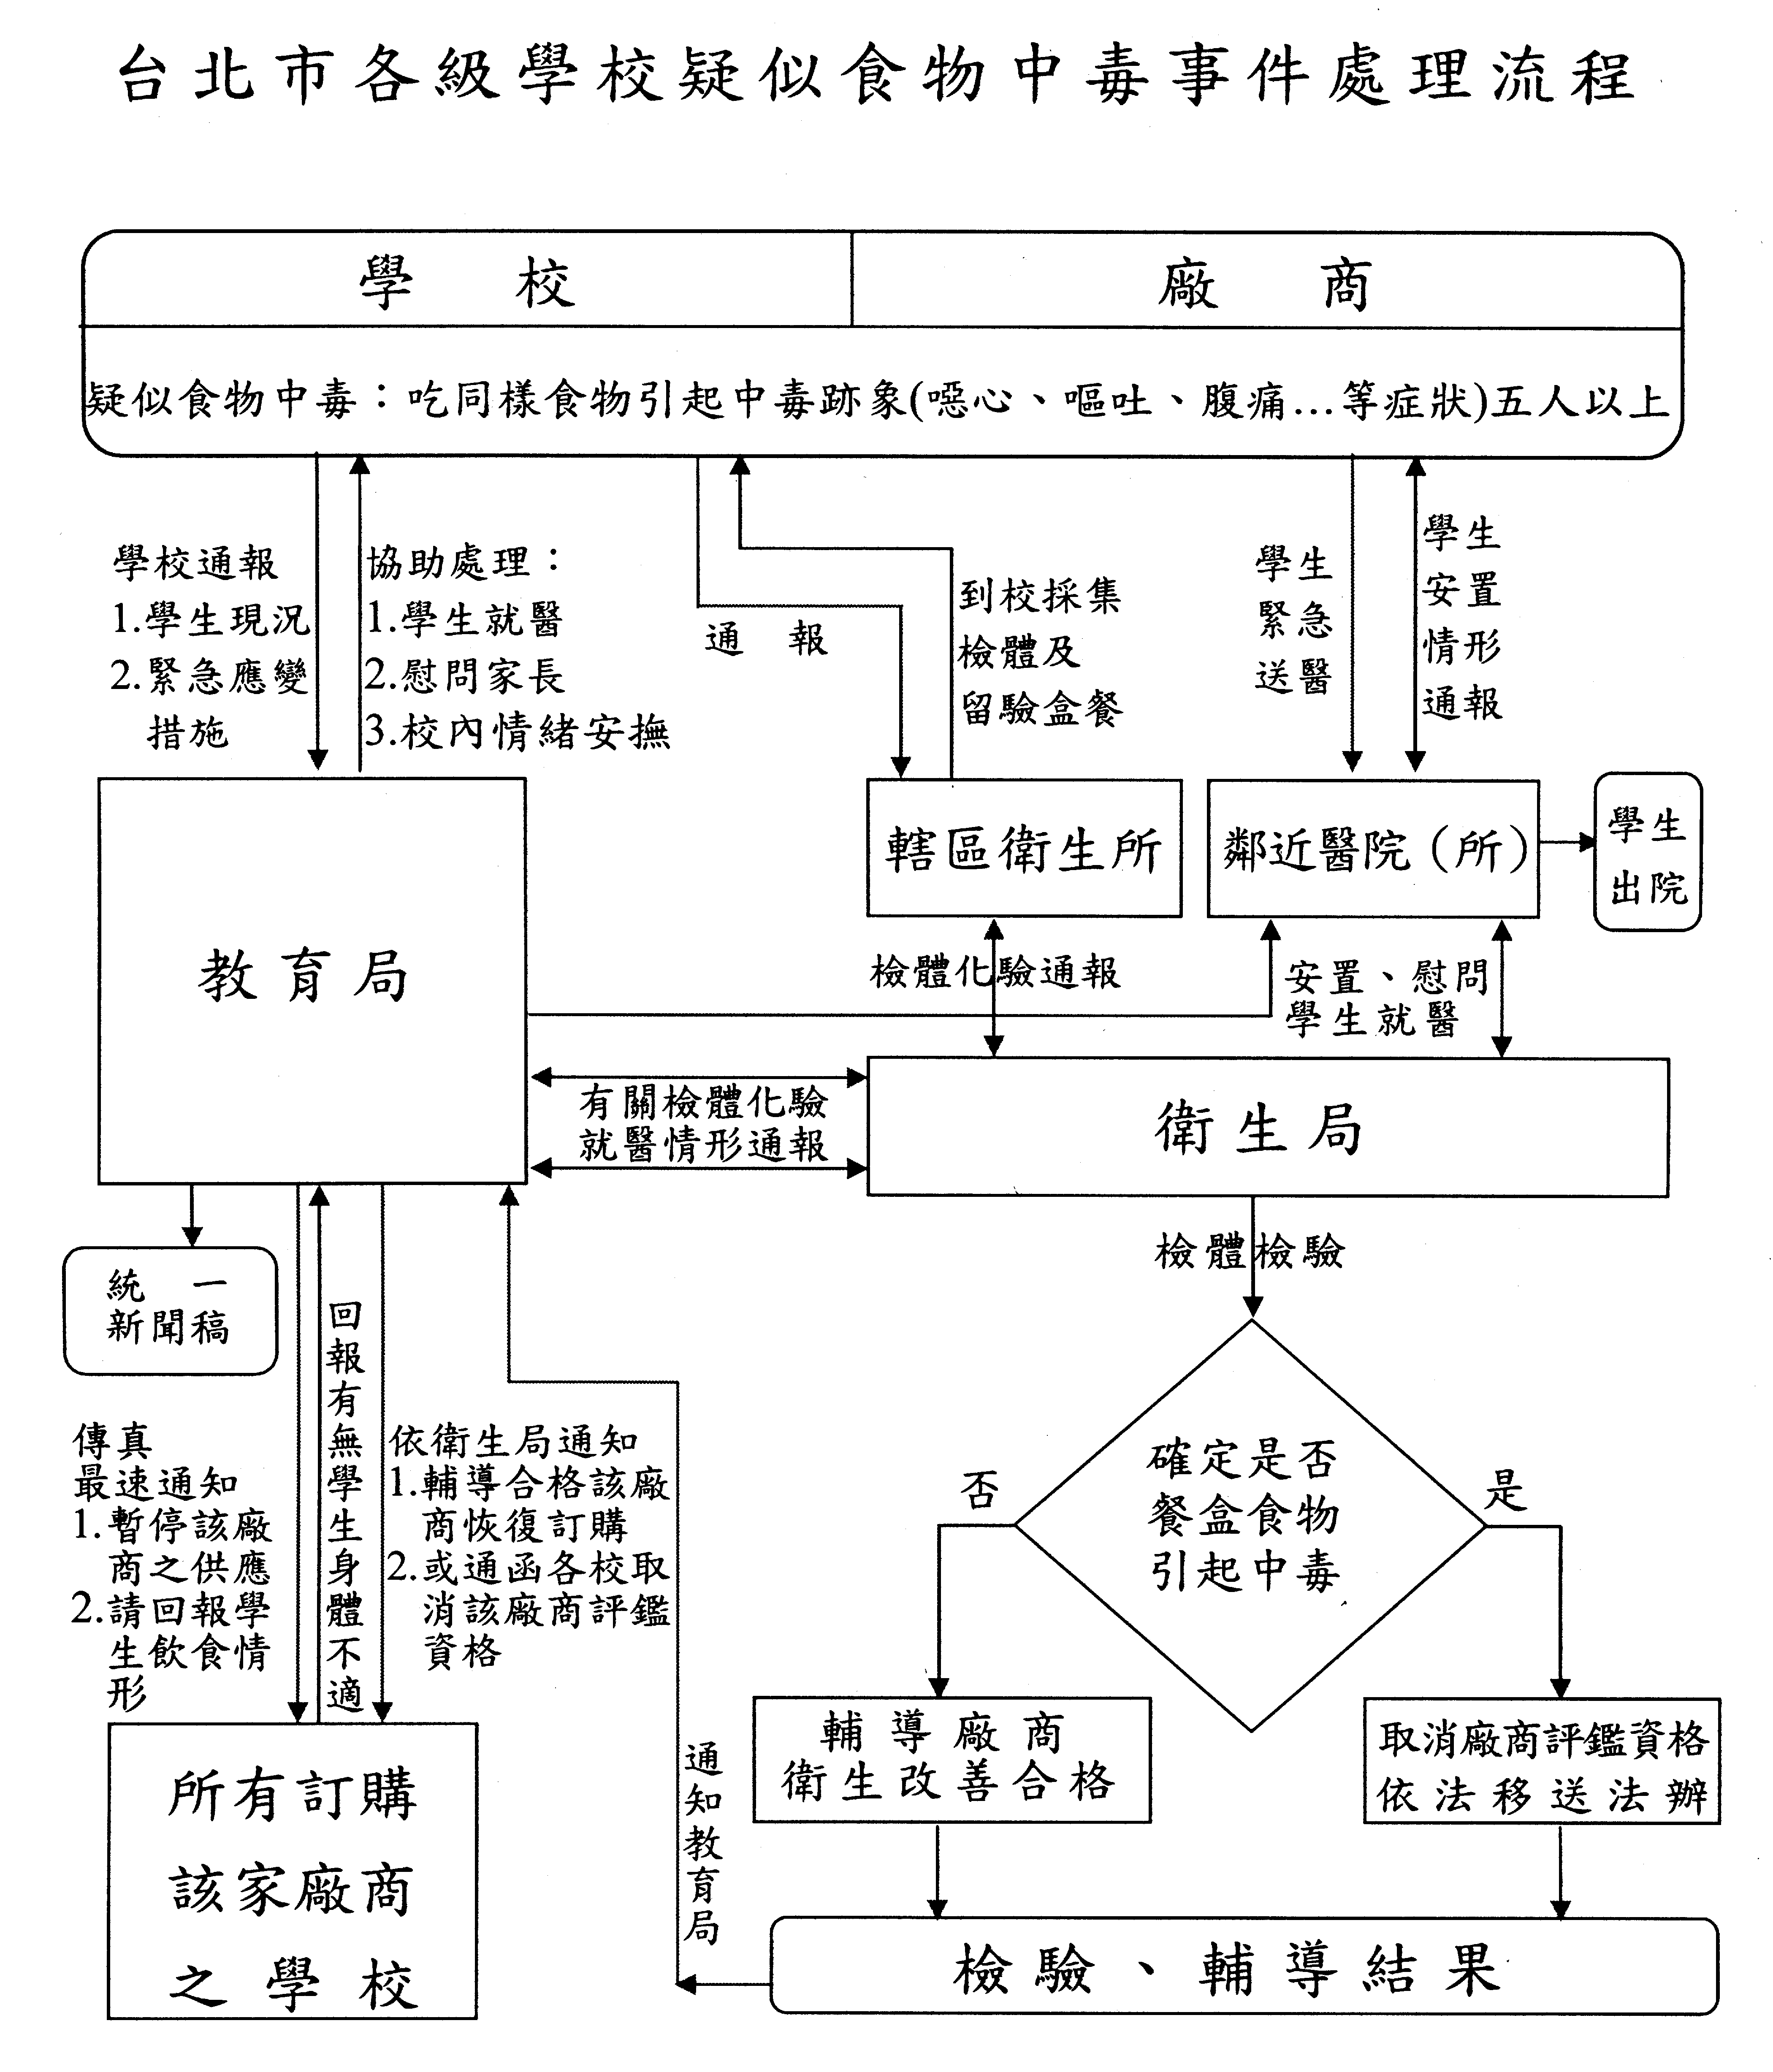 台北市各級學校疑似食物中毒事件處理流程
學校
廠商
疑似食物中毒：吃同樣食物引起中毒跡象(噁心、嘔吐、腹痛…等症狀)五人以上
學校通報
1.學生現況
2.緊急應變
措施
協助處理：
1.學生就醫
2.慰問家長
3.校內情緒安撫
通報
到校採集
檢體及
留驗盒餐
學生
緊急
送醫
學生
安置
情形
通報
教育局
轄區衛生所
鄰近醫院（所）
學生
出院
檢體化驗通報
安置、慰問
學生就醫
有關檢體化驗
就醫情形通報
衛生局
統一
新聞稿
檢體檢驗
傳真
最速通知
1.暫停該廠
商之供應
2.請回報學
生飲食情
形
回報有無學生身體不適
依衛生局通知
1.輔導合格該廠
商恢復訂購
2.或通函各校取
消該廠商評鑑
資格
確定是否
餐盒食物
引起中毒
否
是
輔導廠商
衛生改善合格
取消廠商評鑑資格
依法移送法辦
所有訂購
該家廠商
之學校
通知教育局
檢驗、輔導結果